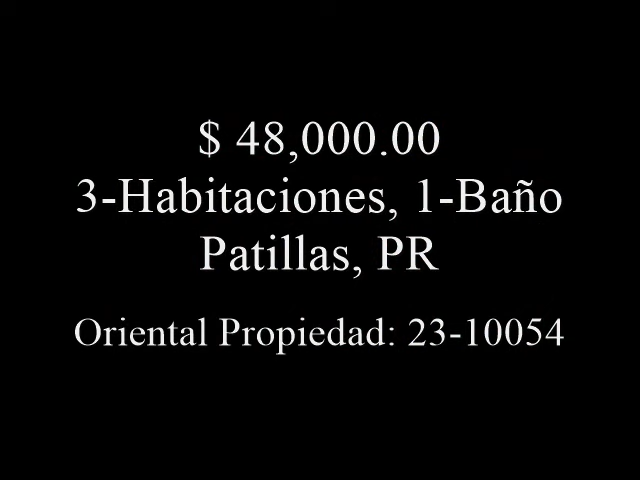 $ 48,000.00
3-Habitaciones, 1-Baño
Patillas, PR
Oriental Propiedad: 23-10054